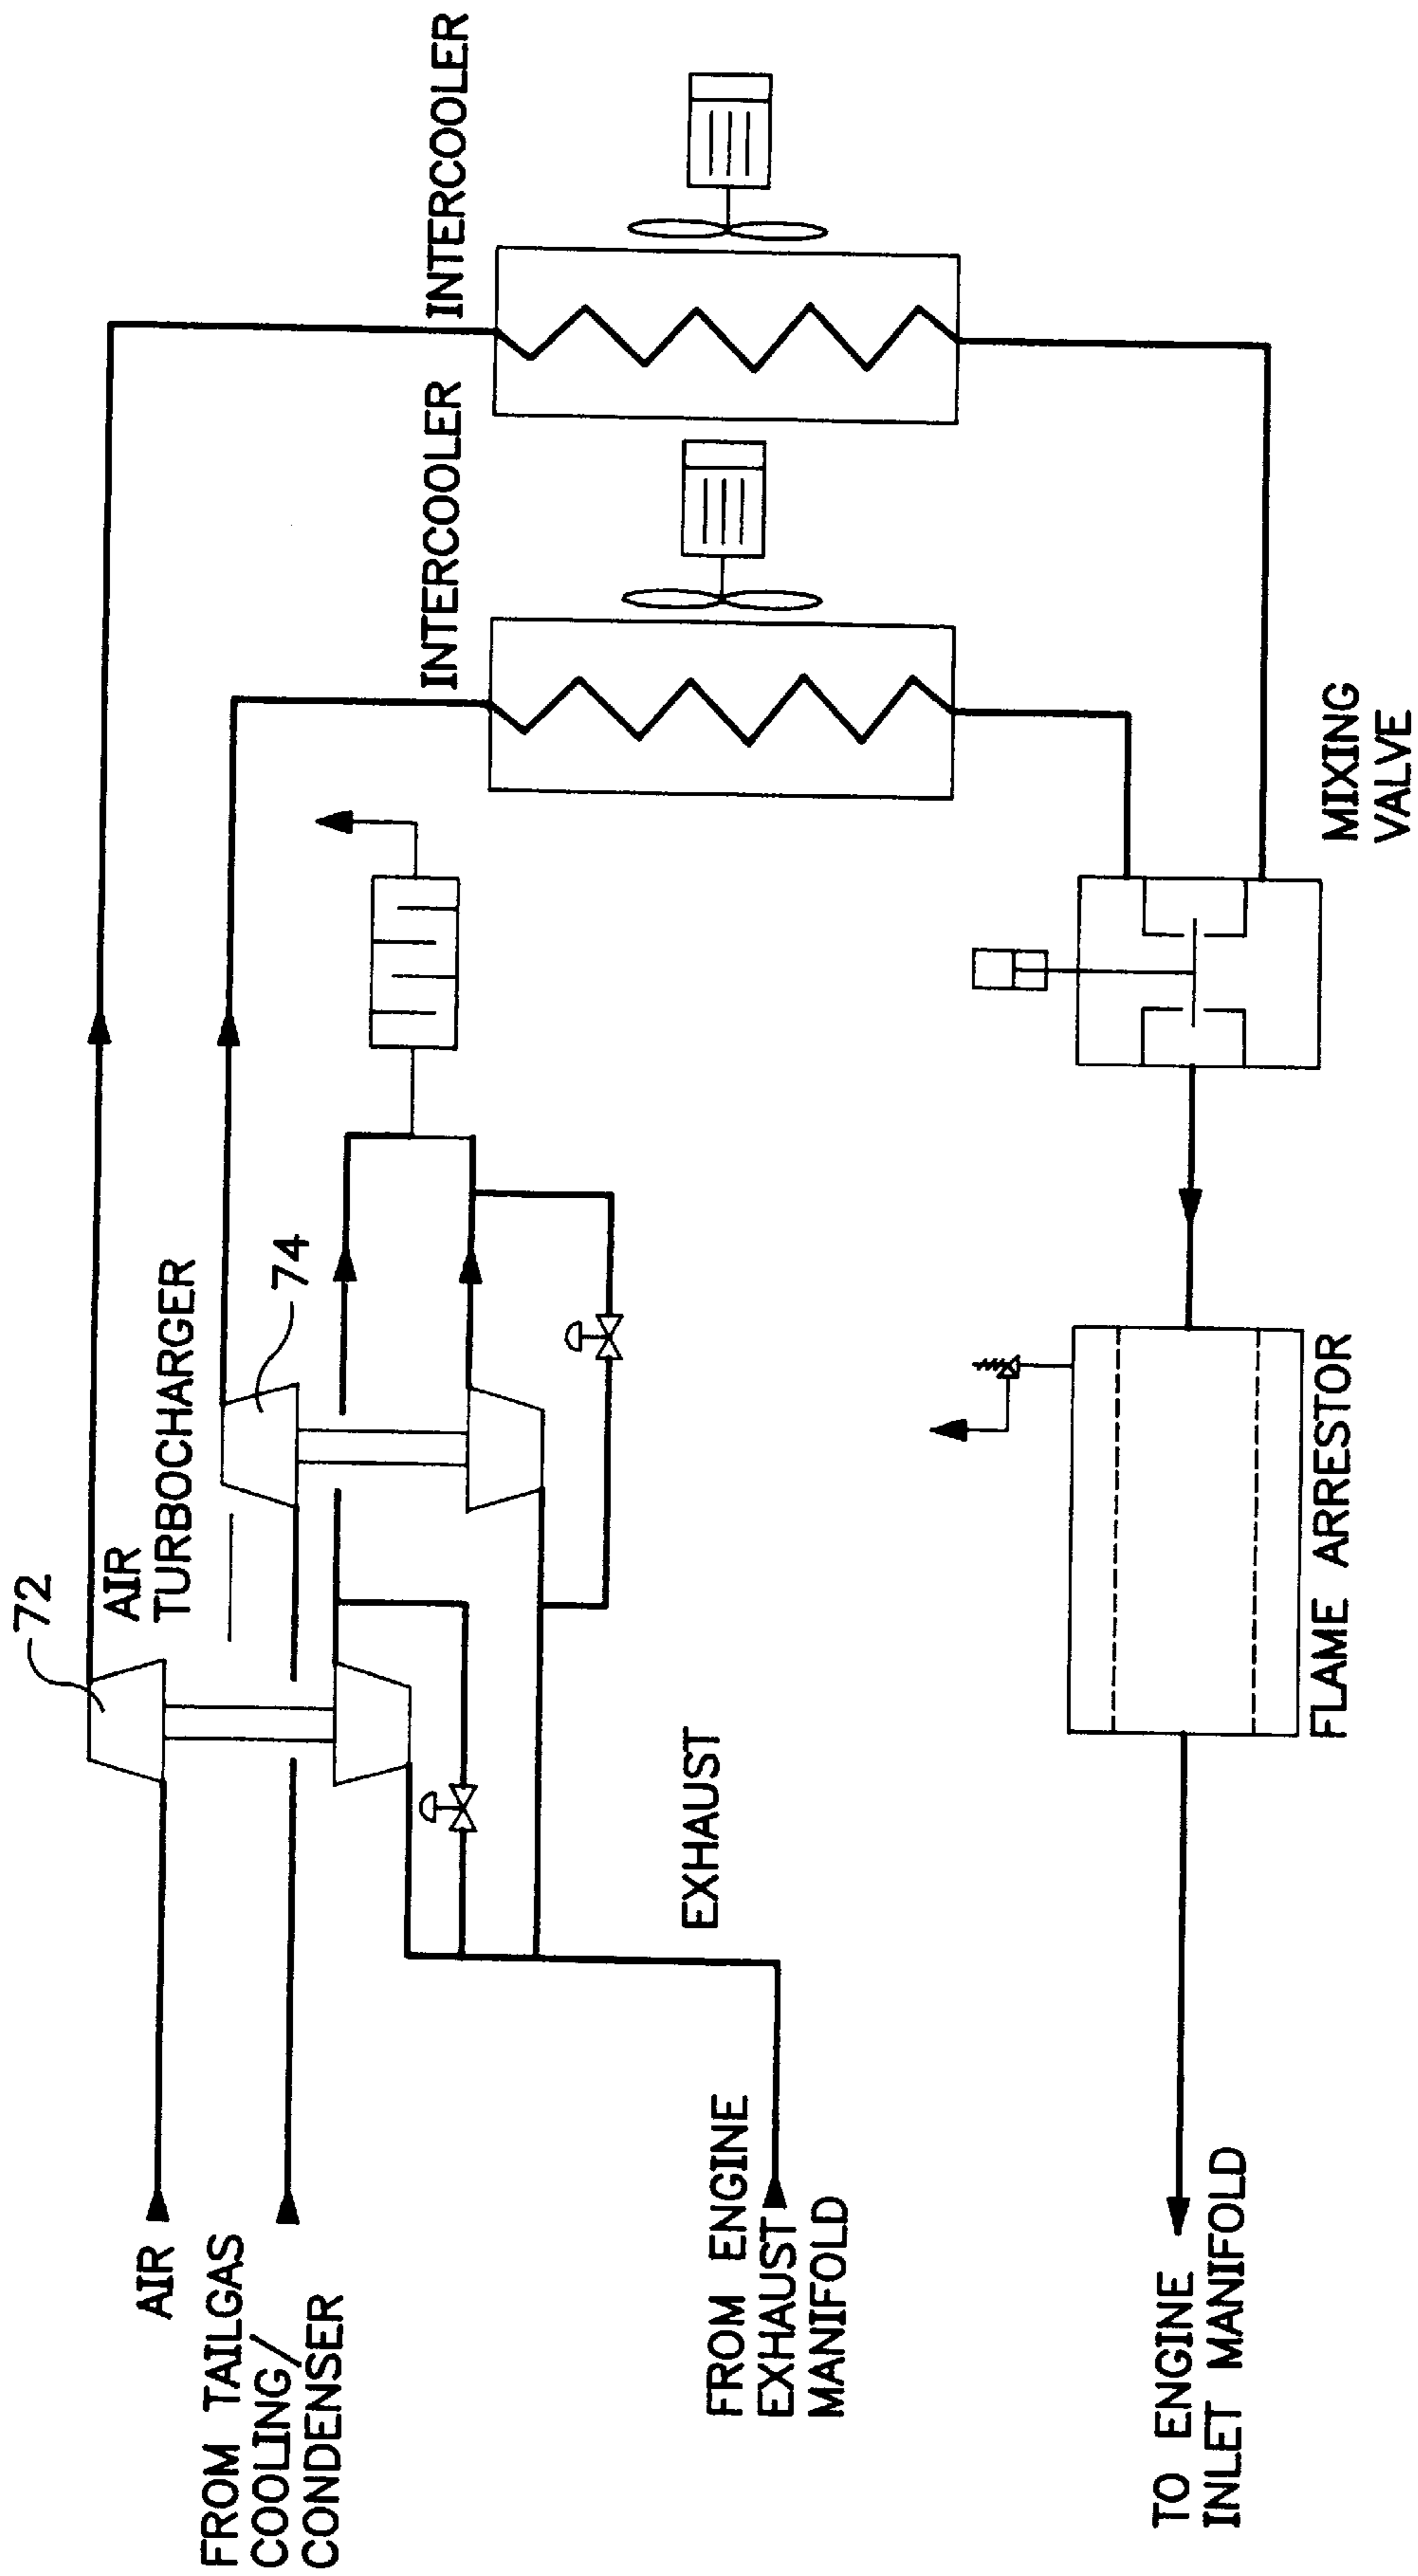 72
AIR
TURBOCHARGER
74
INTERCOOLER
INTERCOOLER
AIR
FROM TAILGAS
COOLING/
CONDENSER
EXHAUST
FROM ENGINE
EXHAUST
MANIFOLD
MIXING
VALVE
FLAME ARRESTOR
TO ENGINE
INLET MANIFOLD